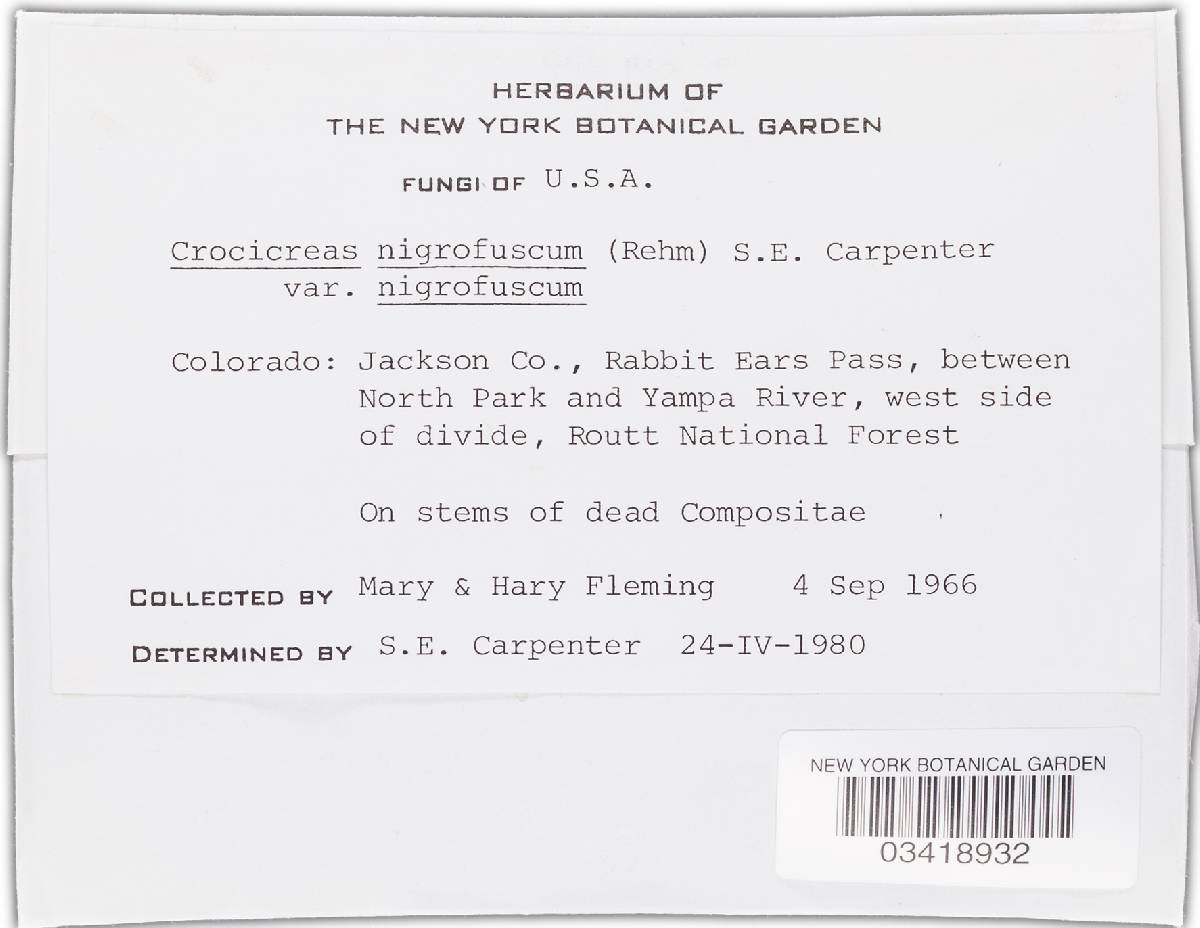 HERBARIUM OF
THE NEW YORK BOTANICAL GARDEN
FUNGI OF U.S.A.
Crocicreas nigrofuscum (Rehm) S.E. Carpenter
var. nigrofuscum
Colorado: Jackson Co., Rabbit Ears Pass, between
North Park and Yampa River, west side
of divide, Routt National Forest
On stems of dead Compositae
COLLECTED BY Mary & Hary Fleming 4 Sep 1966
DETERMINED BY S.E. Carpenter 24-IV-1980
NEW YORK BOTANICAL GARDEN
03418932